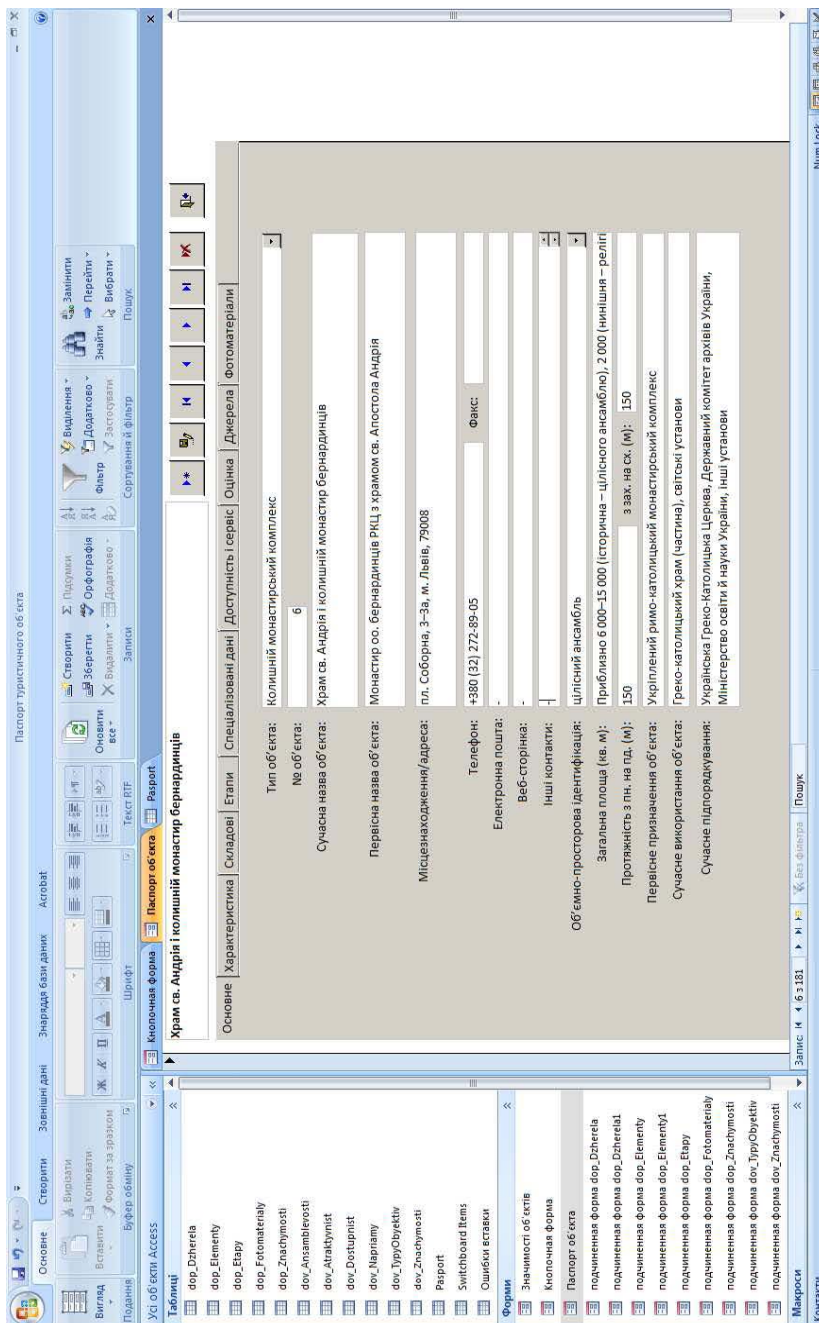 Паспорт туристичного об'єкта
Основне Створити Зовнішні дані Знаряддя бази даних Acrobat
Вигляд
Подання
Вставити
Вирізати
Копіювати
Формат за зразком
Буфер обміну
Ж К П
Шрифт
Текст RTF
Оновити все
Створити
Зберегти
Видалити
Підсумки
Орфографія
Додатково
Записи
Фільтр
Виділення
Додатково
Застосувати
Сортування й фільтр
Знайти
Замінити
Перейти
Вибрати
Пошук
Усі об'єкти Access
Таблиці
dop_Dzherela
dop_Elementy
dop_Etapy
dop_Fotomaterialy
dop_Znachymosti
dov_Ansamblevosti
dov_Atraktyvnist
dov_Dostupnist
dov_Napriamy
dov_TypyObyektiv
dov_Znachymosti
Pasport
Switchboard Items
Ошибки вставки
Форми
Значимості об'єктів
Кнопочная форма
Паспорт об'єкта
подчиненная форма dop_Dzherela
подчиненная форма dop_Dzherela1
подчиненная форма dop_Elementy
подчиненная форма dop_Elementy1
подчиненная форма dop_Etapy
подчиненная форма dop_Fotomaterialy
подчиненная форма dop_Znachymosti
подчиненная форма dov_TypyObyektiv
подчиненная форма dov_Znachymosti
Макроси
Кнопочная форма Паспорт об'єкта Pasport
Храм св. Андрія і колишній монастир бернардинців
Основне Характеристика Складові Етапи Спеціалізовані дані Доступність і сервіс Оцінка Джерела Фотоматеріали
Тип об'єкта: Колишній монастирський комплекс
№ об'єкта: 6
Сучасна назва об'єкта: Храм св. Андрія і колишній монастир бернардинців
Первісна назва об'єкта: Монастир оо. бернардинців РКЦ з храмом св. Апостола Андрія
Місцезнаходження/адреса: пл. Соборна, 3–3а, м. Львів, 79008
Телефон: +380 (32) 272-89-05 Факс:
Електронна пошта: -
Веб-сторінка: -
Інші контакти: -
Об'ємно-просторова ідентифікація: цілісний ансамбль
Загальна площа (кв. м): Приблизно 6 000–15 000 (історична – цілісного ансамблю), 2 000 (нинішня – релігі
Протяжність з пн. на пд. (м): 150 з зах. на сх. (м): 150
Первісне призначення об'єкта: Укріплений римо-католицький монастирський комплекс
Сучасне використання об'єкта: Греко-католицький храм (частина), світські установи
Сучасне підпорядкування: Українська Греко-Католицька Церква, Державний комітет архівів України,
Міністерство освіти й науки України, інші установи
Запис: 6 з 181 Без фільтра Пошук
Контакти Num Lock